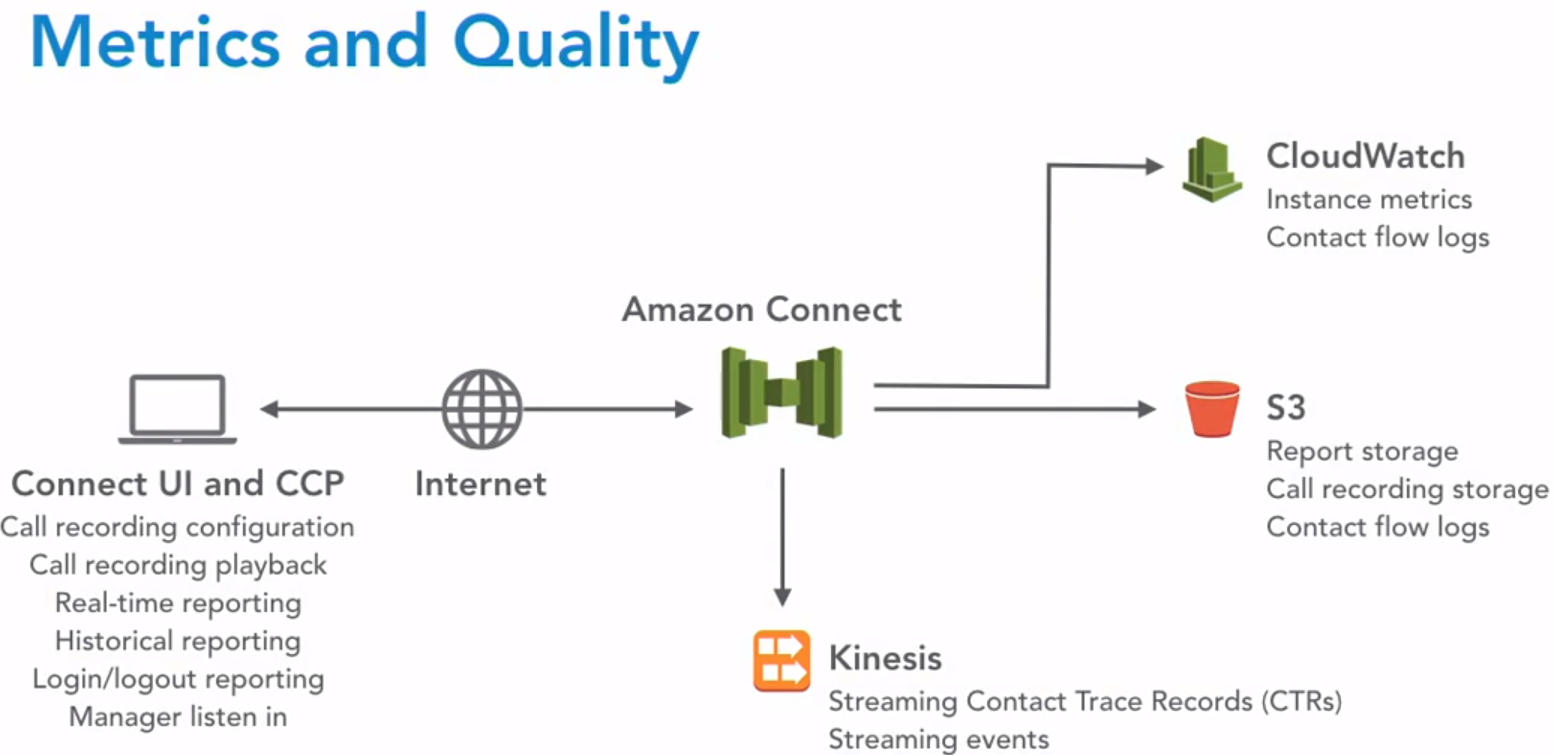 Metrics and Quality
CloudWatch
Instance metrics
Contact flow logs
Amazon Connect
S3
Report storage
Call recording storage
Contact flow logs
Connect UI and CCP
Call recording configuration
Call recording playback
Real-time reporting
Historical reporting
Login/logout reporting
Manager listen in
Internet
Kinesis
Streaming Contact Trace Records (CTRs)
Streaming events